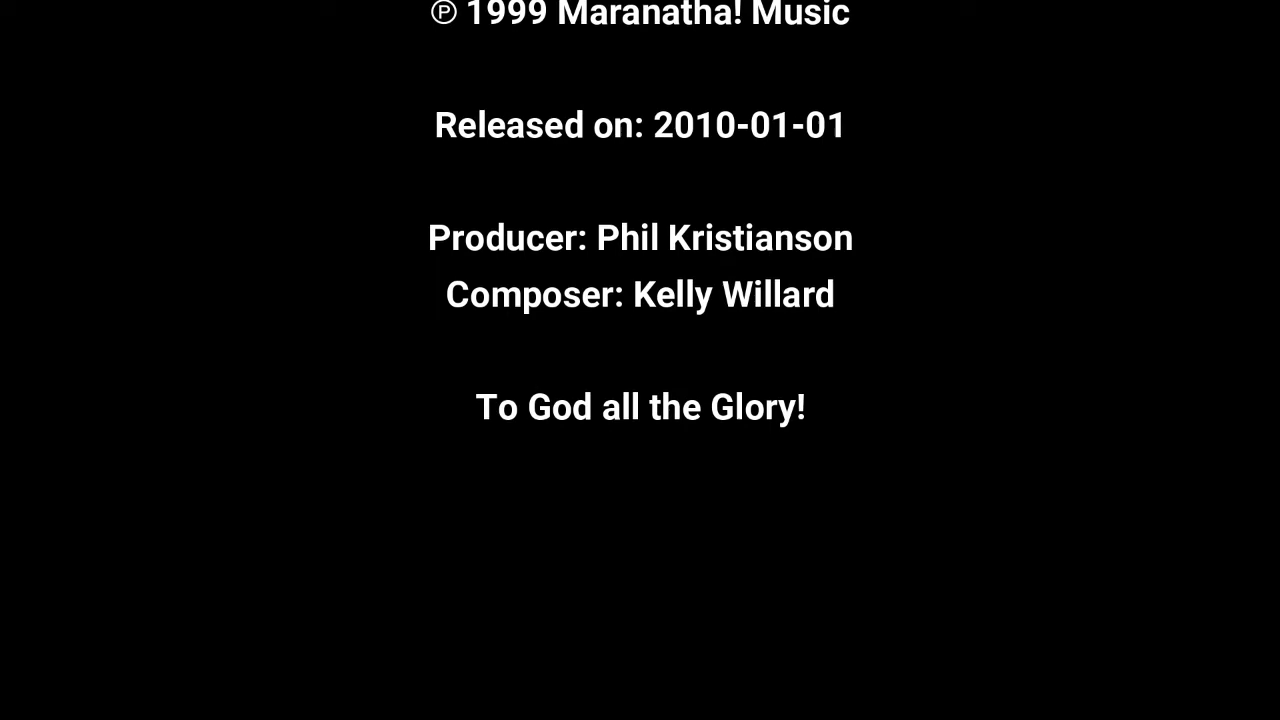 ℗ 1999 Maranatha! Music
Released on: 2010-01-01
Producer: Phil Kristianson
Composer: Kelly Willard
To God all the Glory!